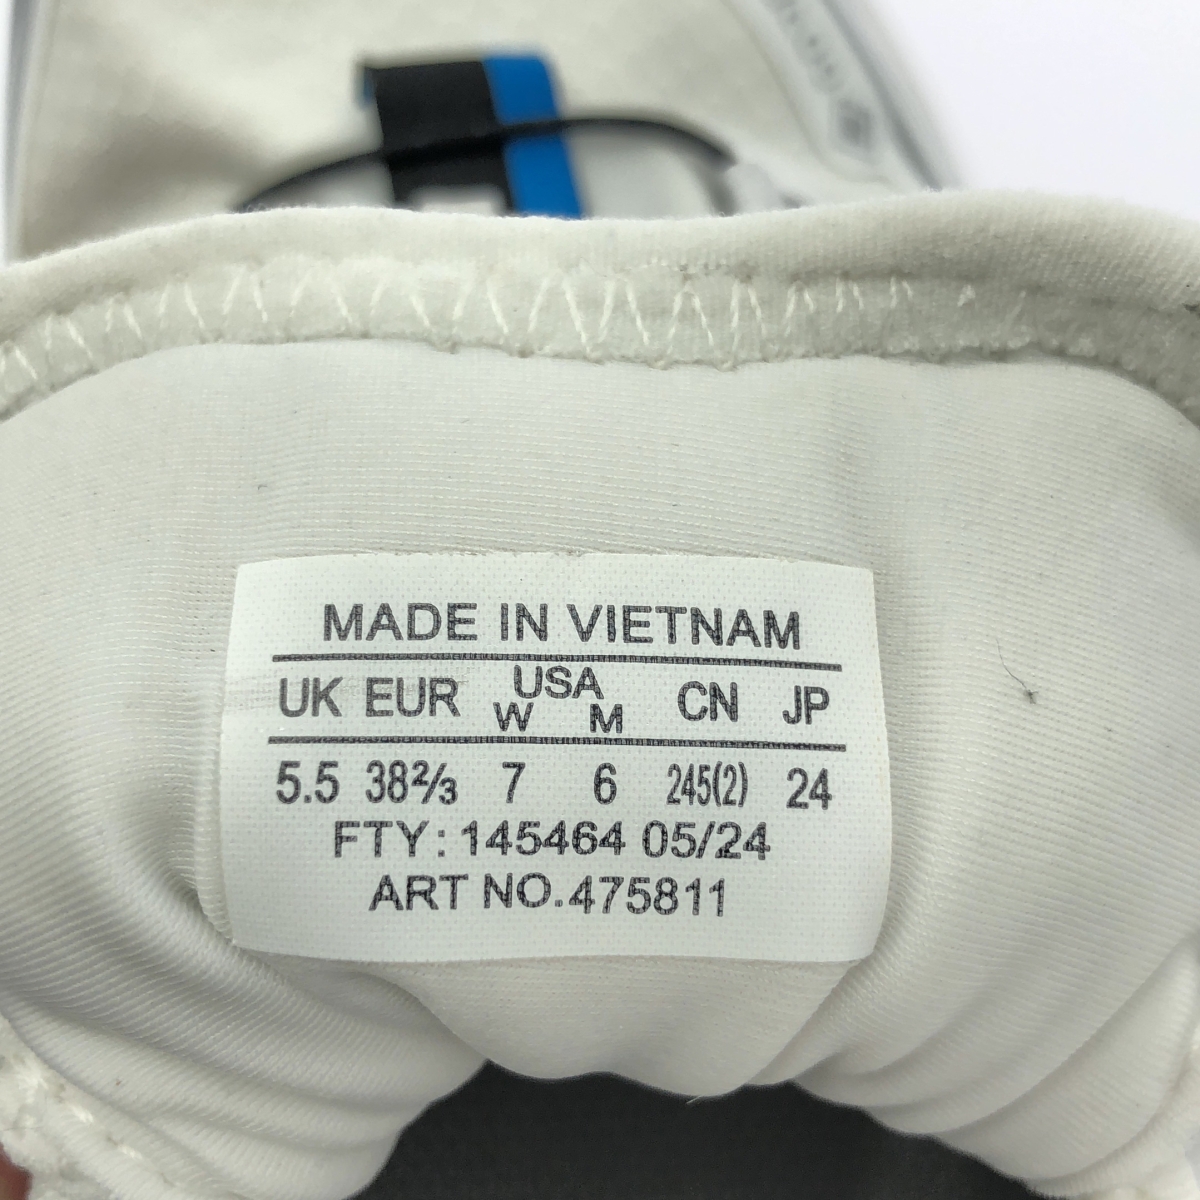 MADE IN VIETNAM
UK EUR USA CN JP
W M
5.5 38⅔ 7 6 245(2) 24
FTY: 145464 05/24
ART NO.475811